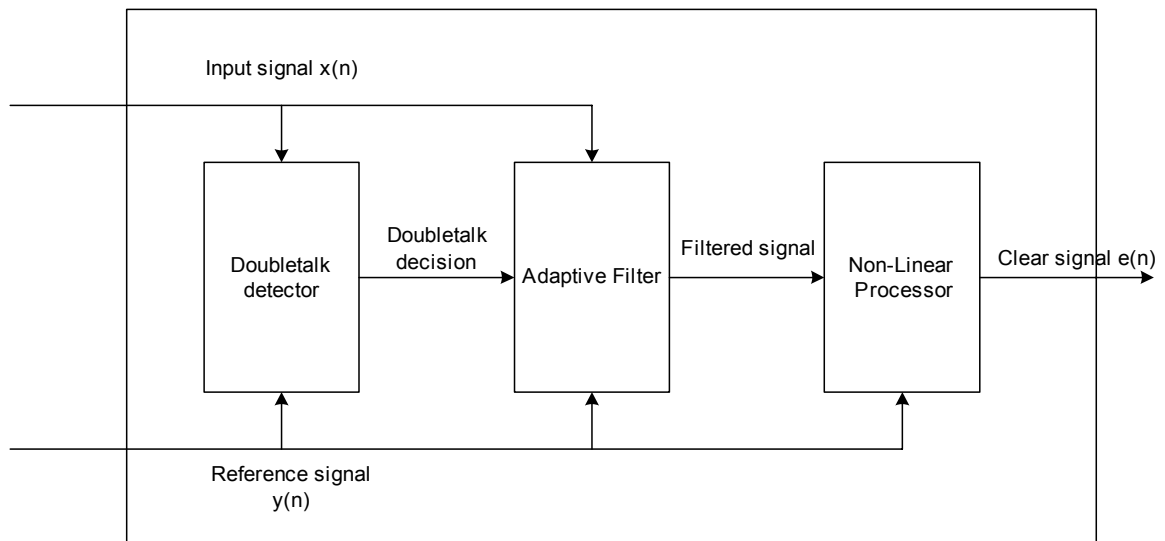 Input signal x(n)
Doubletalk
detector
Doubletalk
decision
Adaptive Filter
Filtered signal
Non-Linear
Processor
Clear signal e(n)
Reference signal
y(n)